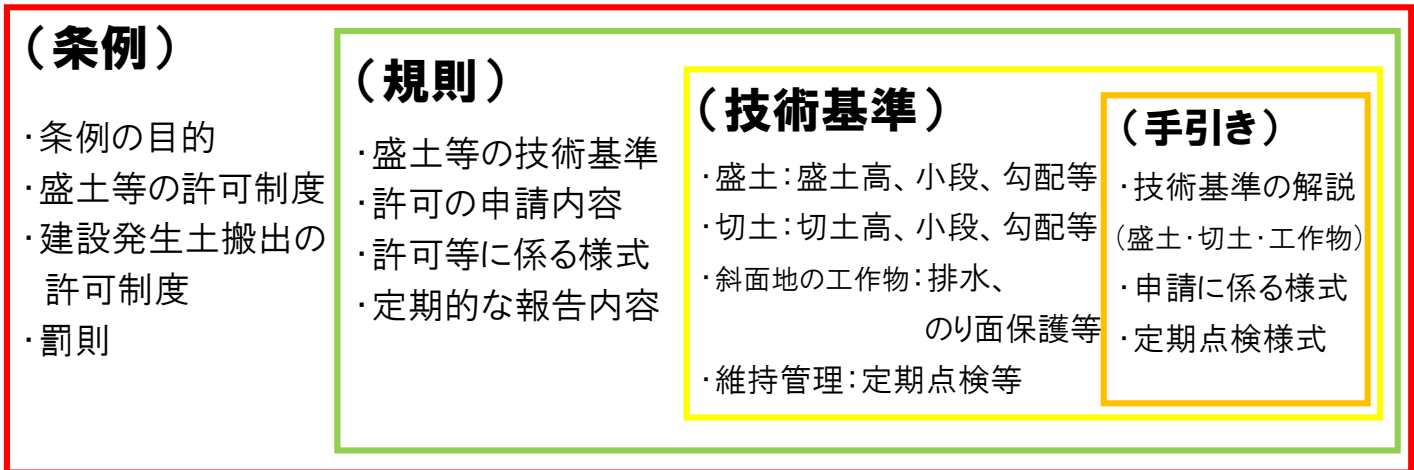 （条例）
･条例の目的
･盛土等の許可制度
･建設発生土搬出の
許可制度
･罰則
（規則）
･盛土等の技術基準
･許可の申請内容
･許可等に係る様式
･定期的な報告内容
（技術基準）
･盛土：盛土高、小段、勾配等
･切土：切土高、小段、勾配等
･斜面地の工作物：排水、
のり面保護等
･維持管理：定期点検等
（手引き）
･技術基準の解説
（盛土･切土･工作物）
･申請に係る様式
･定期点検様式